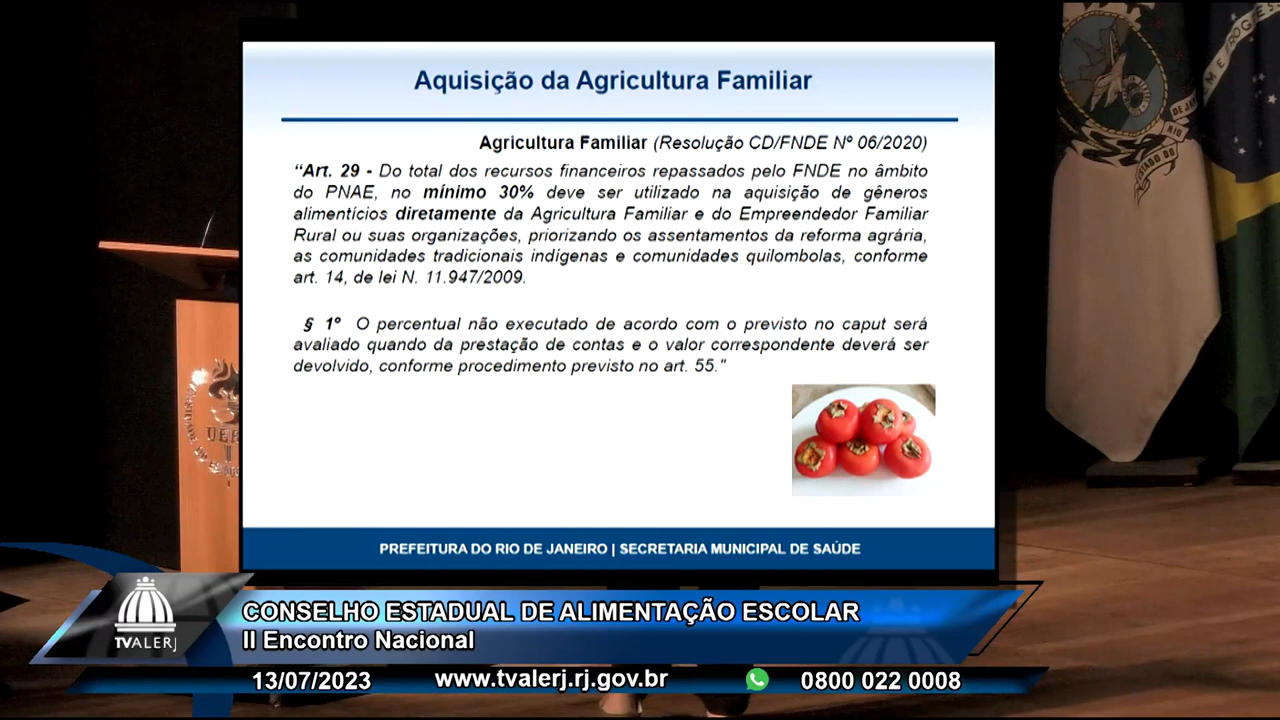 Aquisição da Agricultura Familiar
Agricultura Familiar (Resolução CD/FNDE Nº 06/2020)
“Art. 29 - Do total dos recursos financeiros repassados pelo FNDE no âmbito
do PNAE, no mínimo 30% deve ser utilizado na aquisição de gêneros
alimentícios diretamente da Agricultura Familiar e do Empreendedor Familiar
Rural ou suas organizações, priorizando os assentamentos da reforma agrária,
as comunidades tradicionais indígenas e comunidades quilombolas, conforme
art. 14, de lei N. 11.947/2009.
§ 1º O percentual não executado de acordo com o previsto no caput será
avaliado quando da prestação de contas e o valor correspondente deverá ser
devolvido, conforme procedimento previsto no art. 55."
PREFEITURA DO RIO DE JANEIRO | SECRETARIA MUNICIPAL DE SAÚDE
CONSELHO ESTADUAL DE ALIMENTAÇÃO ESCOLAR
II Encontro Nacional
TVALERJ
13/07/2023
www.tvalerj.rj.gov.br
0800 022 0008
ESTADO DO
RIO
DE JAN